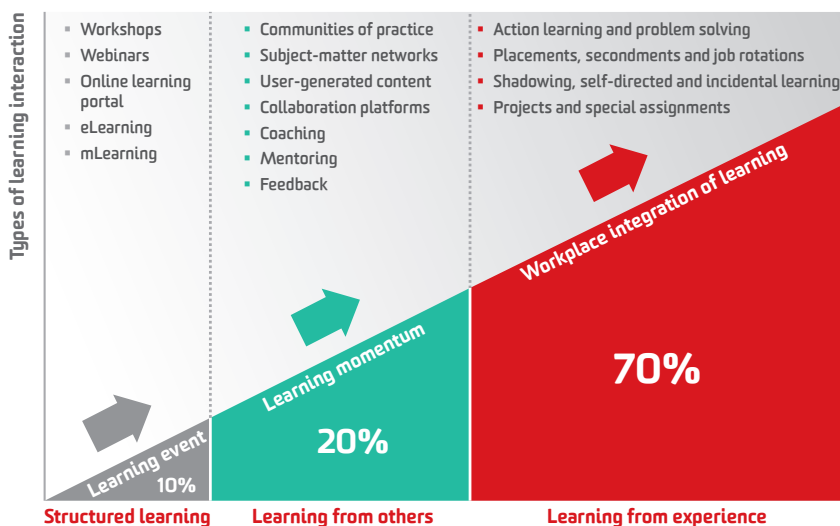 Types of learning interaction
Workshops
Webinars
Online learning
portal
eLearning
mLearning
Communities of practice
Subject-matter networks
User-generated content
Collaboration platforms
Coaching
Mentoring
Feedback
Action learning and problem solving
Placements, secondments and job rotations
Shadowing, self-directed and incidental learning
Projects and special assignments
Learning event
10%
Learning momentum
20%
Workplace integration of learning
70%
Structured learning
Learning from others
Learning from experience